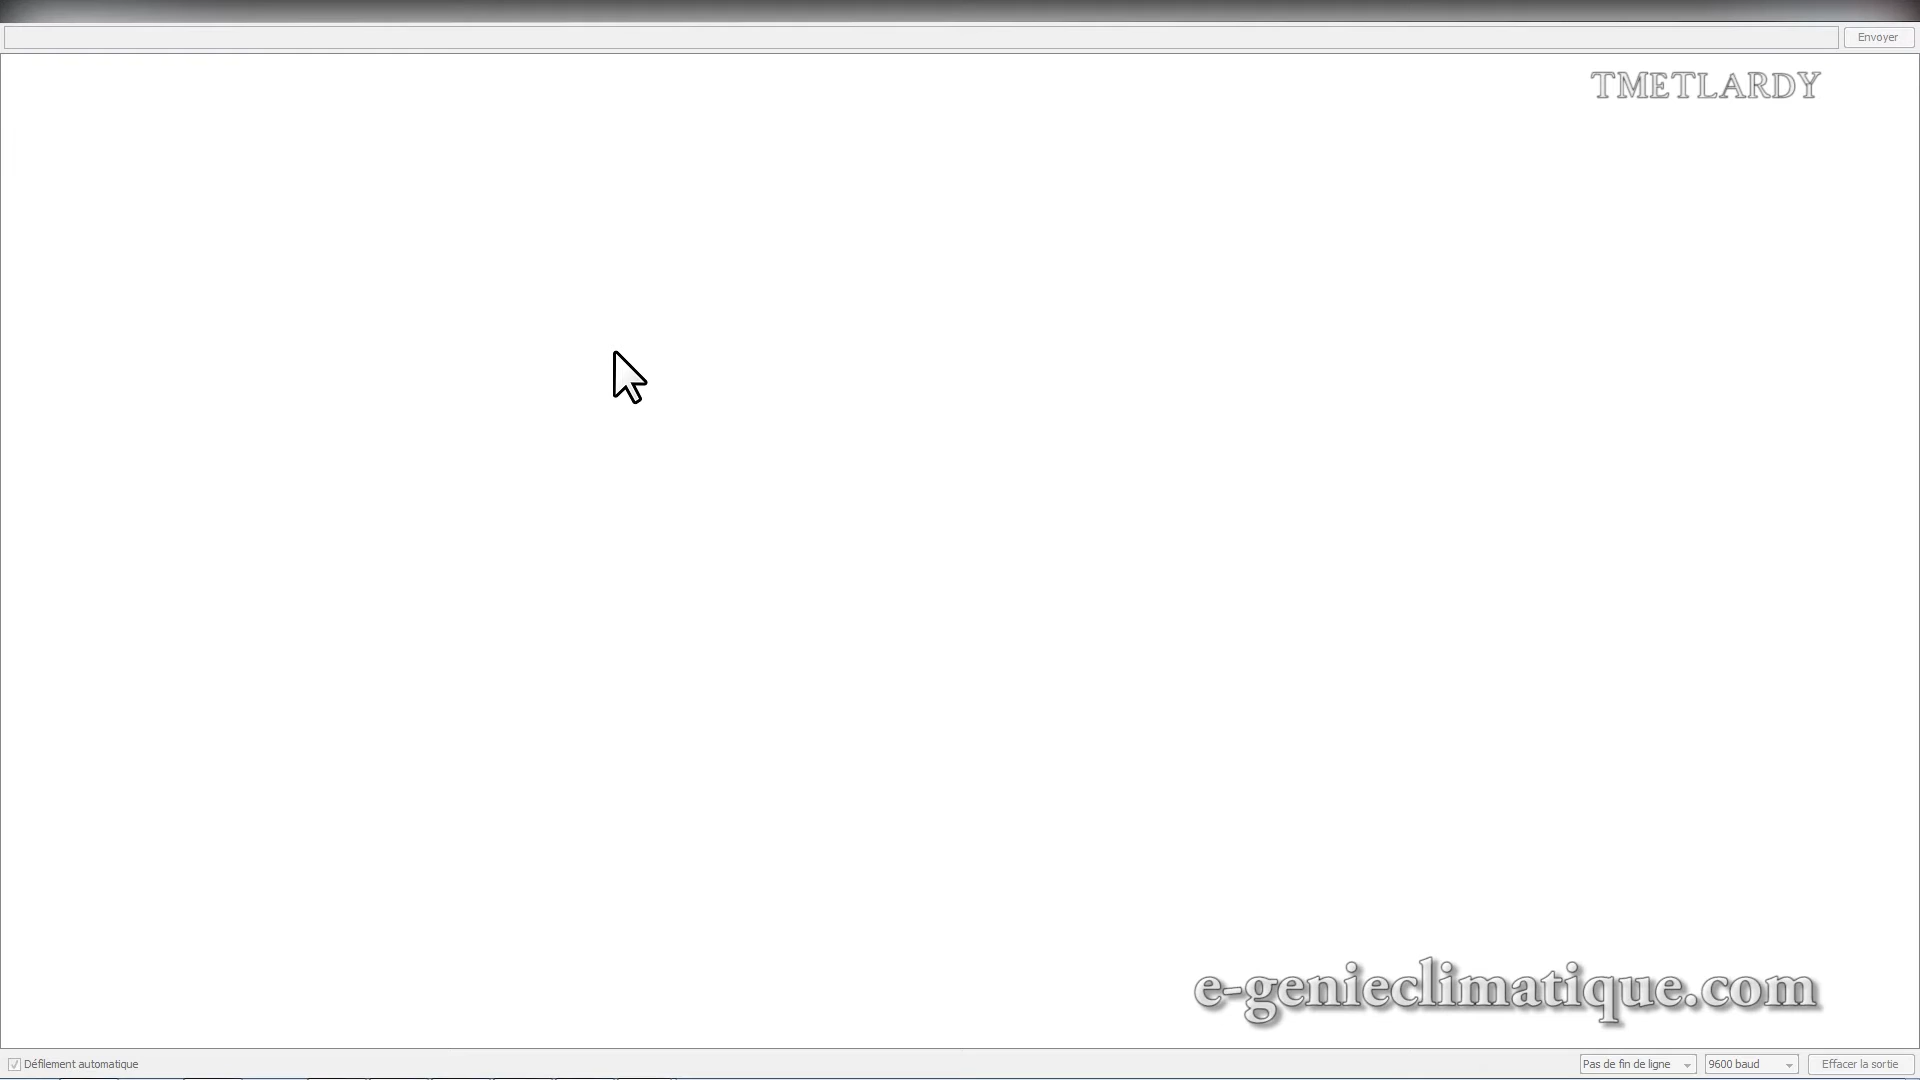 Envoyer
TMETLARDY
e-genieclimatique.com
Défilement automatique
Pas de fin de ligne
9600 baud
Effacer la sortie